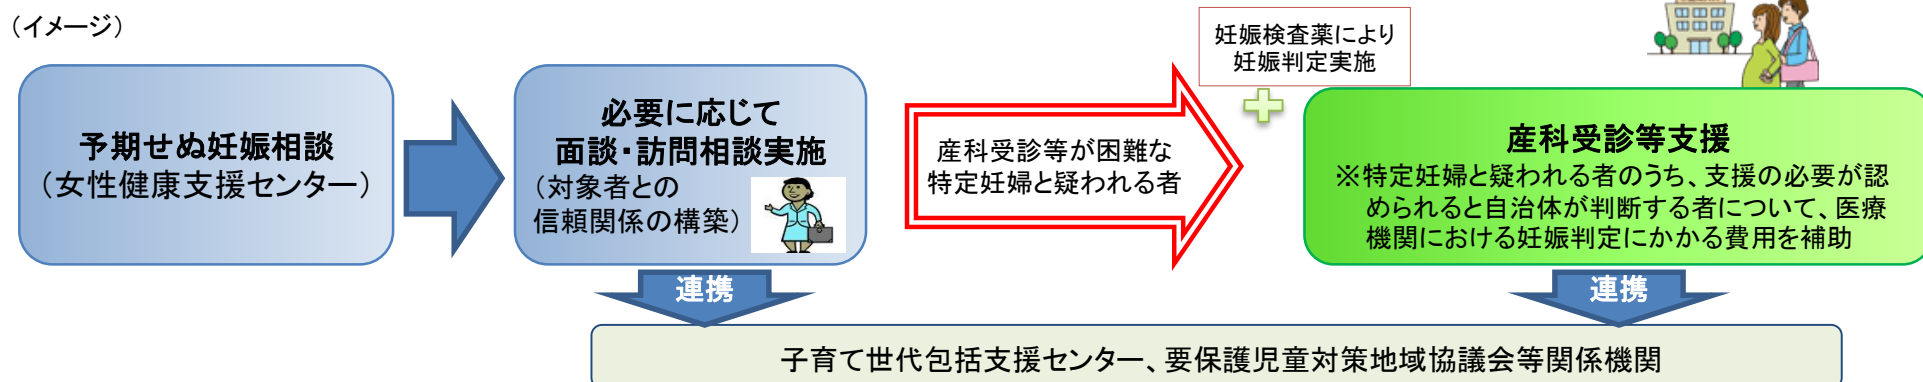 （イメージ）
予期せぬ妊娠相談
（女性健康支援センター）
必要に応じて
面談・訪問相談実施
（対象者との
信頼関係の構築）
産科受診等が困難な
特定妊婦と疑われる者
妊娠検査薬により
妊娠判定実施
産科受診等支援
※特定妊婦と疑われる者のうち、支援の必要が認
められると自治体が判断する者について、医療
機関における妊娠判定にかかる費用を補助
連携
連携
子育て世代包括支援センター、要保護児童対策地域協議会等関係機関